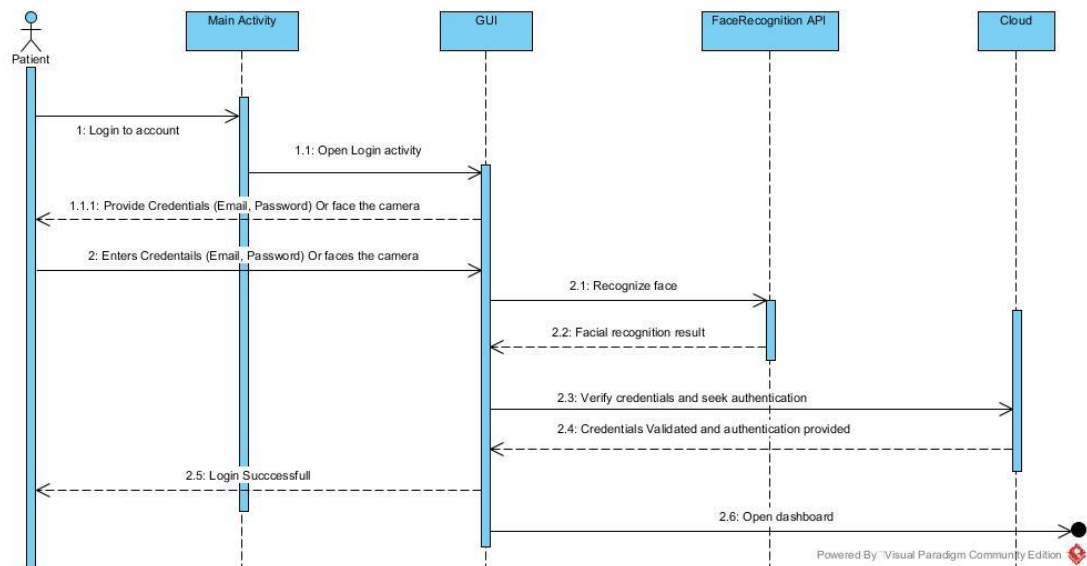 Main Activity
GUI
FaceRecognition API
Cloud
Patient
1: Login to account
1.1: Open Login activity
1.1.1: Provide Credentials (Email, Password) Or face the camera
2: Enters Credentails (Email, Password) Or faces the camera
2.1: Recognize face
2.2: Facial recognition result
2.3: Verify credentials and seek authentication
2.4: Credentials Validated and authentication provided
2.5: Login Succcessfull
2.6: Open dashboard
Powered By Visual Paradigm Community Edition